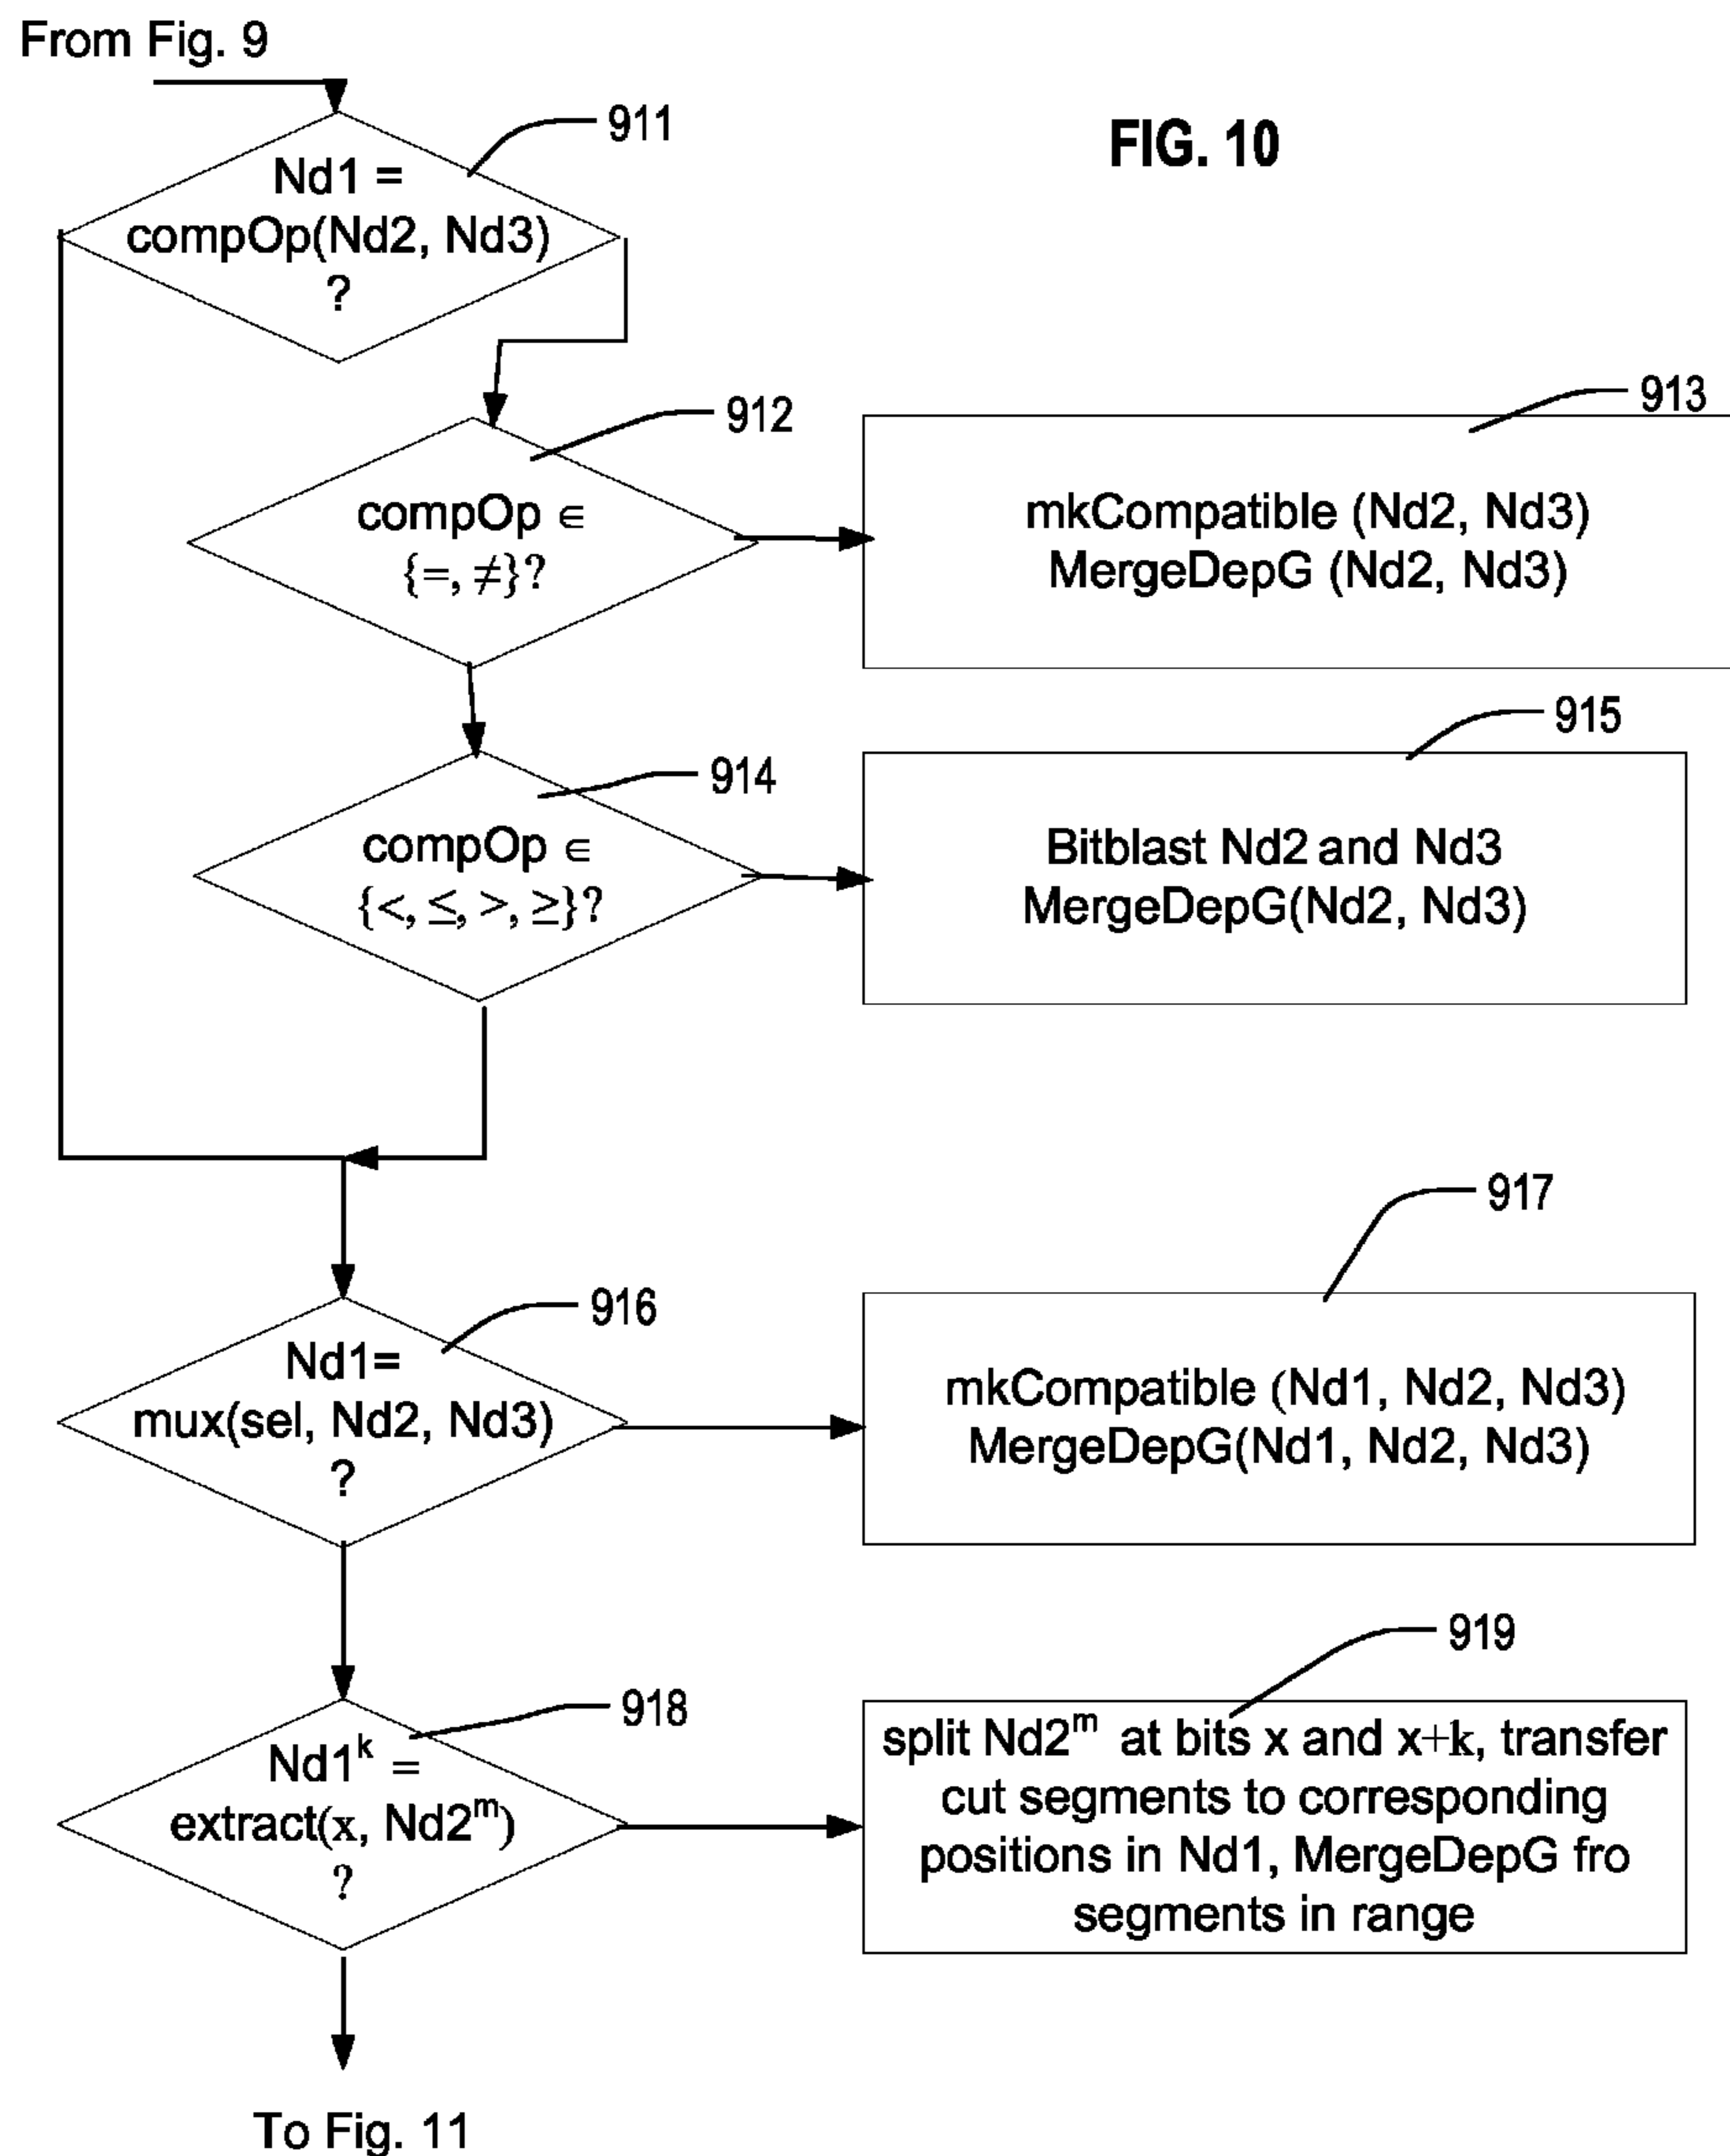 From Fig. 9
FIG. 10
911
Nd1 =
compOp(Nd2, Nd3)
?
912
compOp ∈
{=, ≠}?
913
mkCompatible (Nd2, Nd3)
MergeDepG (Nd2, Nd3)
914
compOp ∈
{<, ≤, >, ≥}?
915
Bitblast Nd2 and Nd3
MergeDepG(Nd2, Nd3)
916
Nd1=
mux(sel, Nd2, Nd3)
?
917
mkCompatible (Nd1, Nd2, Nd3)
MergeDepG(Nd1, Nd2, Nd3)
918
Nd1ᵏ =
extract(x, Nd2ᵐ)
?
919
split Nd2ᵐ at bits x and x+k, transfer
cut segments to corresponding
positions in Nd1, MergeDepG fro
segments in range
To Fig. 11